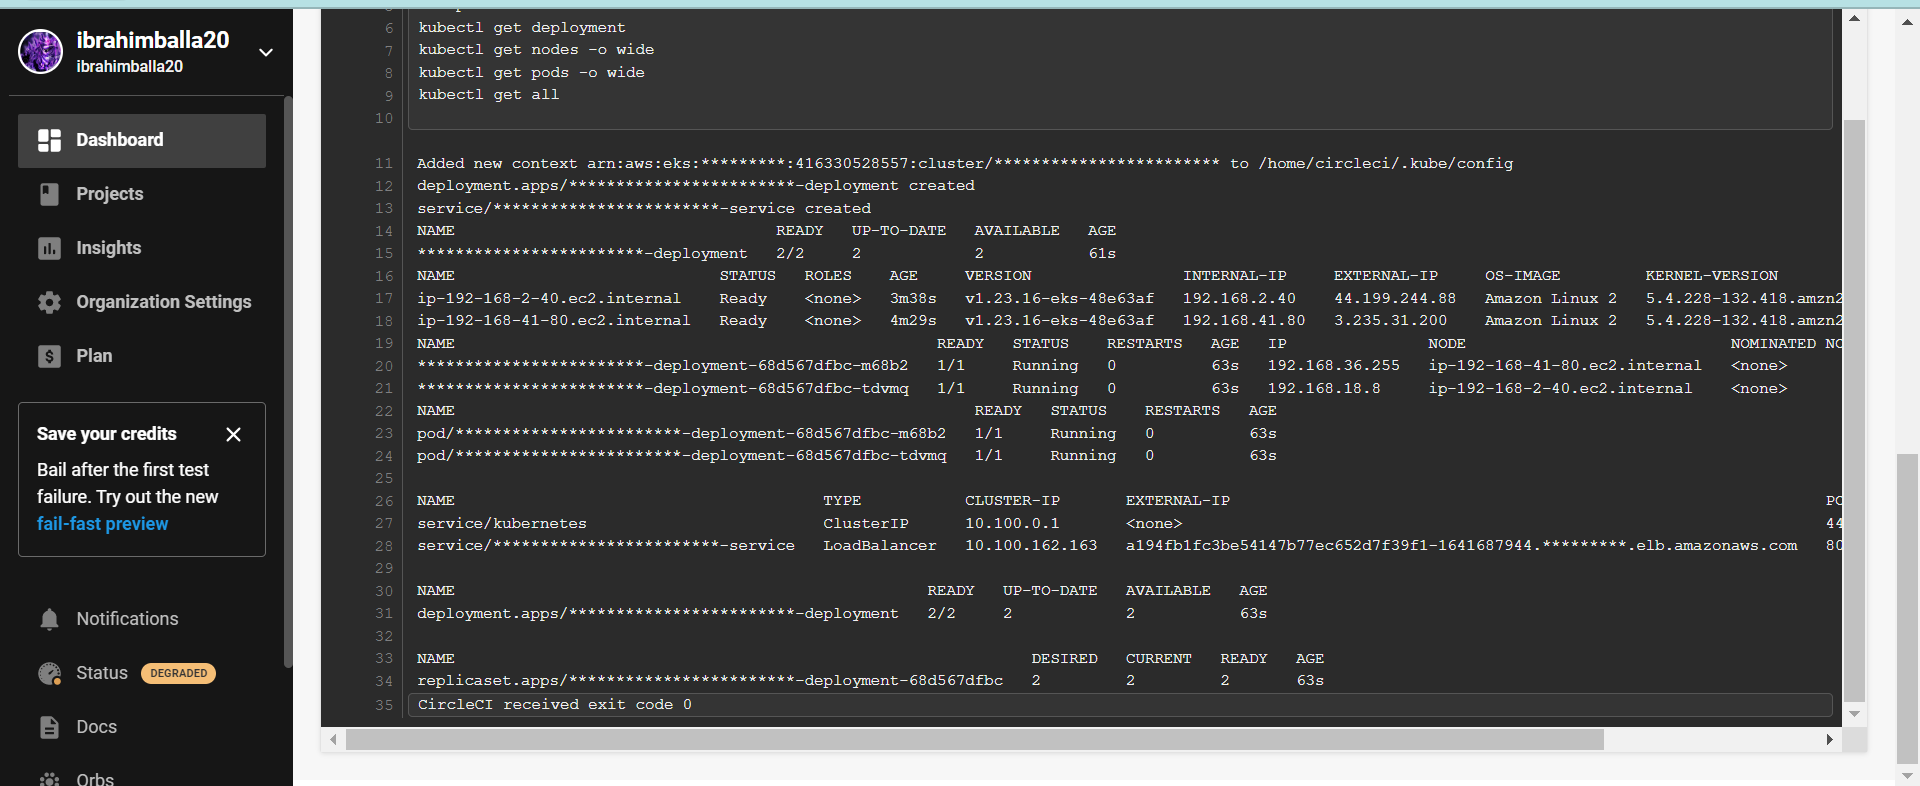 ibrahimballa20
ibrahimballa20
Dashboard
Projects
Insights
Organization Settings
Plan
Save your credits
Bail after the first test
failure. Try out the new
fail-fast preview
Notifications
Status DEGRADED
Docs
Orbs
6 kubectl get deployment
7 kubectl get nodes -o wide
8 kubectl get pods -o wide
9 kubectl get all
10
11 Added new context arn:aws:eks:*********:416330528557:cluster/************************ to /home/circleci/.kube/config
12 deployment.apps/************************-deployment created
13 service/************************-service created
14 NAME READY UP-TO-DATE AVAILABLE AGE
15 ************************-deployment 2/2 2 2 61s
16 NAME STATUS ROLES AGE VERSION INTERNAL-IP EXTERNAL-IP OS-IMAGE KERNEL-VERSION
17 ip-192-168-2-40.ec2.internal Ready <none> 3m38s v1.23.16-eks-48e63af 192.168.2.40 44.199.244.88 Amazon Linux 2 5.4.228-132.418.amzn2
18 ip-192-168-41-80.ec2.internal Ready <none> 4m29s v1.23.16-eks-48e63af 192.168.41.80 3.235.31.200 Amazon Linux 2 5.4.228-132.418.amzn2
19 NAME READY STATUS RESTARTS AGE IP NODE NOMINATED NO
20 ************************-deployment-68d567dfbc-m68b2 1/1 Running 0 63s 192.168.36.255 ip-192-168-41-80.ec2.internal <none>
21 ************************-deployment-68d567dfbc-tdvmq 1/1 Running 0 63s 192.168.18.8 ip-192-168-2-40.ec2.internal <none>
22 NAME READY STATUS RESTARTS AGE
23 pod/************************-deployment-68d567dfbc-m68b2 1/1 Running 0 63s
24 pod/************************-deployment-68d567dfbc-tdvmq 1/1 Running 0 63s
25
26 NAME TYPE CLUSTER-IP EXTERNAL-IP PO
27 service/kubernetes ClusterIP 10.100.0.1 <none> 44
28 service/************************-service LoadBalancer 10.100.162.163 a194fb1fc3be54147b77ec652d7f39f1-1641687944.*********.elb.amazonaws.com 80
29
30 NAME READY UP-TO-DATE AVAILABLE AGE
31 deployment.apps/************************-deployment 2/2 2 2 63s
32
33 NAME DESIRED CURRENT READY AGE
34 replicaset.apps/************************-deployment-68d567dfbc 2 2 2 63s
35 CircleCI received exit code 0